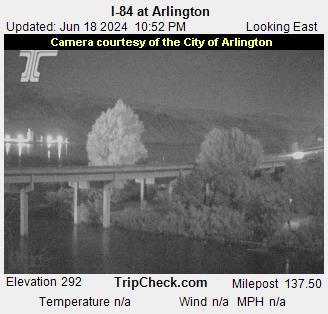 I-84 at Arlington
Updated: Jun 18 2024 10:52 PM Looking East
Camera courtesy of the City of Arlington
Elevation 292 TripCheck.com Milepost 137.50
Temperature n/a Wind n/a MPH n/a